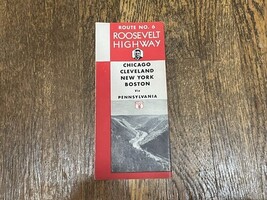 ROUTE NO. 6
ROOSEVELT
HIGHWAY
CHICAGO
CLEVELAND
NEW YORK
BOSTON
VIA
PENNSYLVANIA